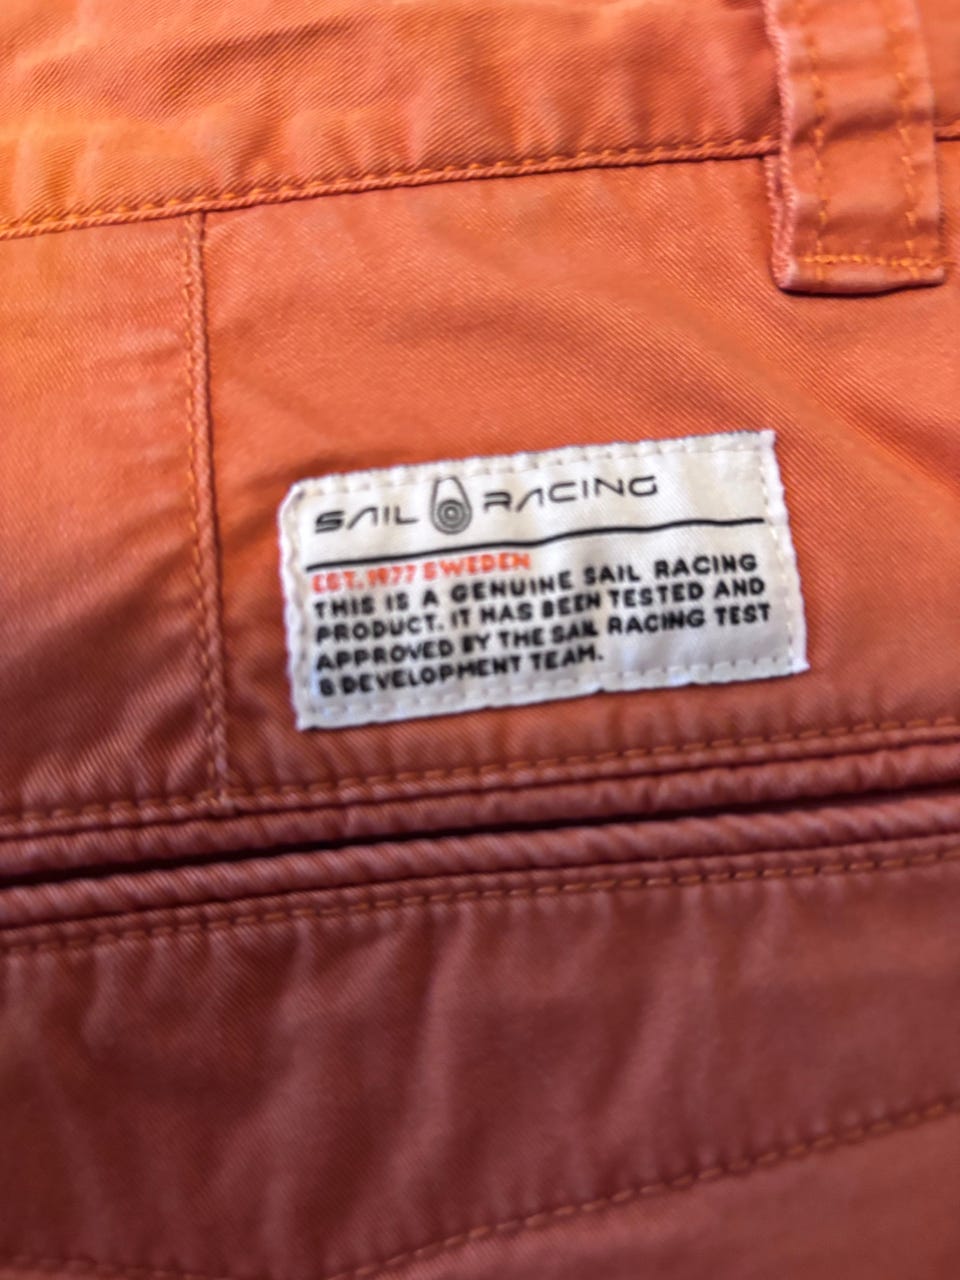 SAIL RACING
EST. 1977 SWEDEN
THIS IS A GENUINE SAIL RACING
PRODUCT. IT HAS BEEN TESTED AND
APPROVED BY THE SAIL RACING TEST
& DEVELOPMENT TEAM.